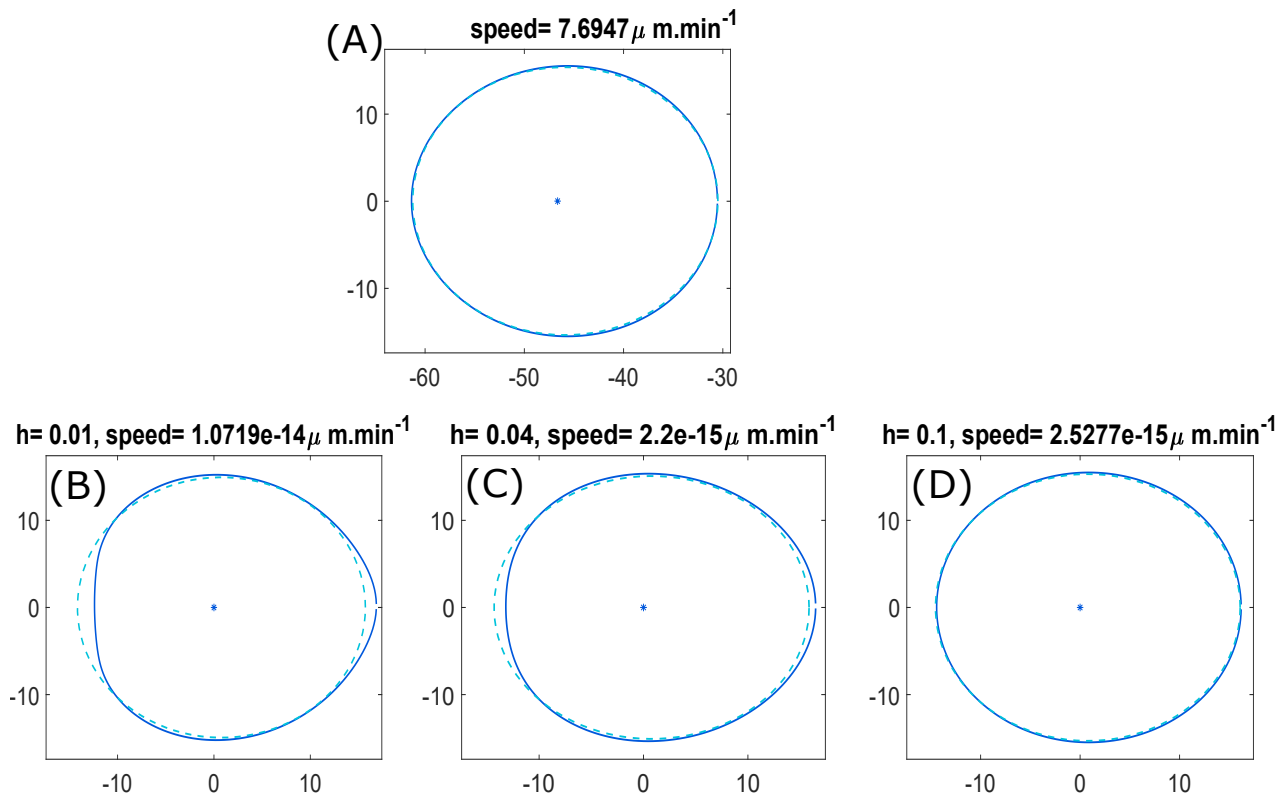 (A) speed= 7.6947μ m.min-1
10
0
-10
-60 -50 -40 -30
h= 0.01, speed= 1.0719e-14μ m.min-1
(B)
10
0
-10
-10 0 10
h= 0.04, speed= 2.2e-15μ m.min-1
(C)
10
0
-10
-10 0 10
h= 0.1, speed= 2.5277e-15μ m.min-1
(D)
10
0
-10
-10 0 10